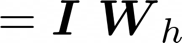 = I W_h